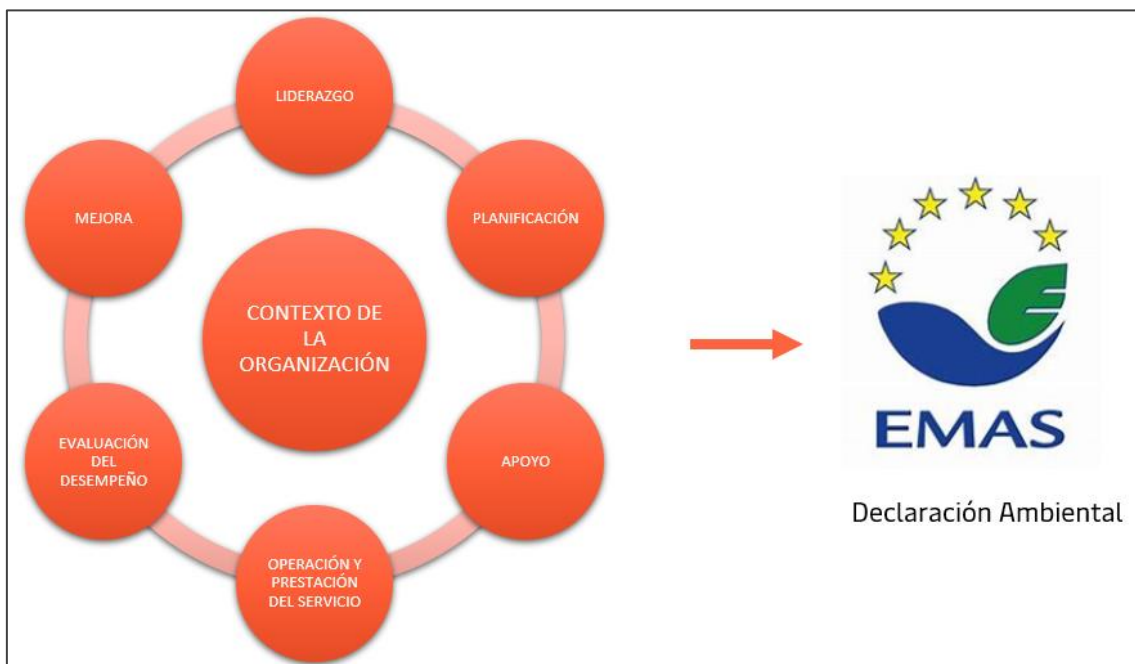 LIDERAZGO
PLANIFICACIÓN
APOYO
OPERACIÓN Y
PRESTACIÓN
DEL SERVICIO
EVALUACIÓN
DEL
DESEMPEÑO
MEJORA
CONTEXTO DE
LA
ORGANIZACIÓN
EMAS
Declaración Ambiental